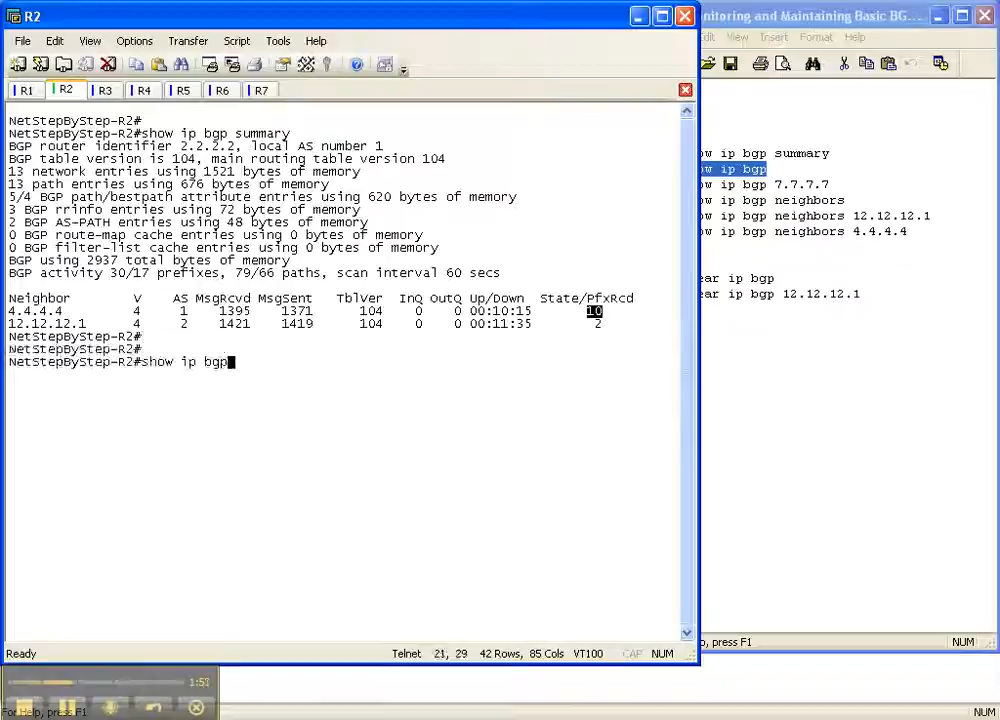 R2
File Edit View Options Transfer Script Tools Help
R1 R2 R3 R4 R5 R6 R7
NetStepByStep-R2#
NetStepByStep-R2#show ip bgp summary
BGP router identifier 2.2.2.2, local AS number 1
BGP table version is 104, main routing table version 104
13 network entries using 1521 bytes of memory
13 path entries using 676 bytes of memory
5/4 BGP path/bestpath attribute entries using 620 bytes of memory
3 BGP rrinfo entries using 72 bytes of memory
2 BGP AS-PATH entries using 48 bytes of memory
0 BGP route-map cache entries using 0 bytes of memory
0 BGP filter-list cache entries using 0 bytes of memory
BGP using 2937 total bytes of memory
BGP activity 30/17 prefixes, 79/66 paths, scan interval 60 secs
Neighbor V AS MsgRcvd MsgSent TblVer InQ OutQ Up/Down State/PfxRcd
4.4.4.4 4 1 1395 1371 104 0 0 00:10:15 10
12.12.12.1 4 2 1421 1419 104 0 0 00:11:35 2
NetStepByStep-R2#
NetStepByStep-R2#
NetStepByStep-R2#show ip bgp
Ready Telnet 21, 29 42 Rows, 85 Cols VT100 CAP NUM
nitoring and Maintaining Basic BG...
dit View Insert Format Help
ow ip bgp summary
ow ip bgp
ow ip bgp 7.7.7.7
ow ip bgp neighbors
ow ip bgp neighbors 12.12.12.1
ow ip bgp neighbors 4.4.4.4
ear ip bgp
ear ip bgp 12.12.12.1
p, press F1 NUM
For Help, press F1 NUM